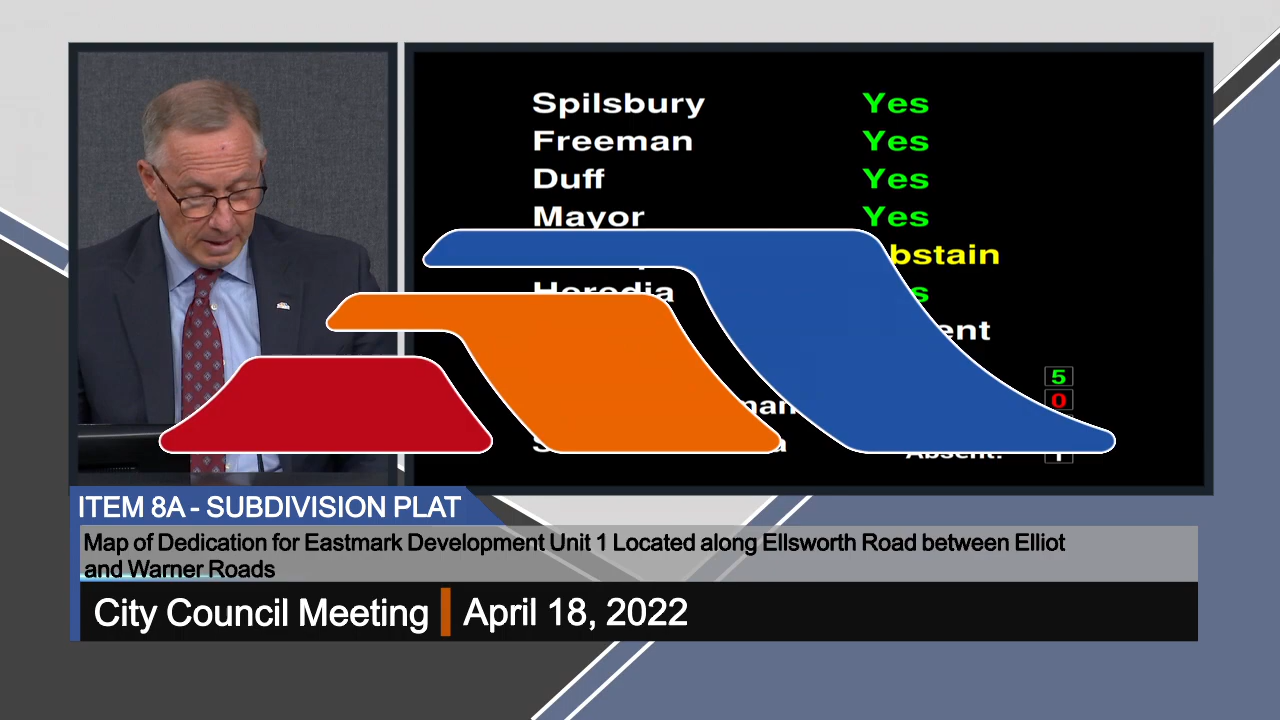 Spilsbury Yes
Freeman Yes
Duff Yes
Mayor Yes
Heredia
5
0
Absent: 1
ITEM 8A - SUBDIVISION PLAT
Map of Dedication for Eastmark Development Unit 1 Located along Ellsworth Road between Elliot
and Warner Roads
City Council Meeting April 18, 2022